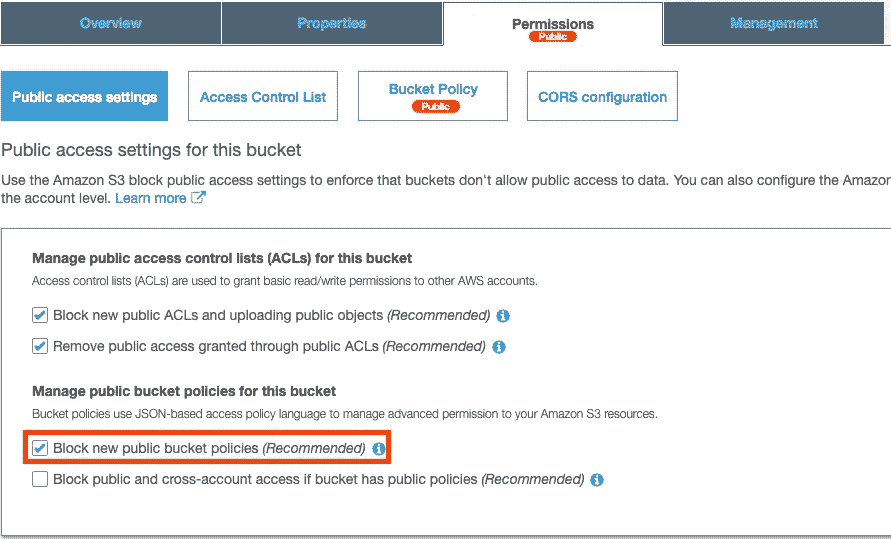 Overview Properties Permissions Management
Public
Public access settings Access Control List Bucket Policy CORS configuration
Public
Public access settings for this bucket
Use the Amazon S3 block public access settings to enforce that buckets don't allow public access to data. You can also configure the Amazon
the account level. Learn more
Manage public access control lists (ACLs) for this bucket
Access control lists (ACLs) are used to grant basic read/write permissions to other AWS accounts.
Block new public ACLs and uploading public objects (Recommended)
Remove public access granted through public ACLs (Recommended)
Manage public bucket policies for this bucket
Bucket policies use JSON-based access policy language to manage advanced permission to your Amazon S3 resources.
Block new public bucket policies (Recommended)
Block public and cross-account access if bucket has public policies (Recommended)